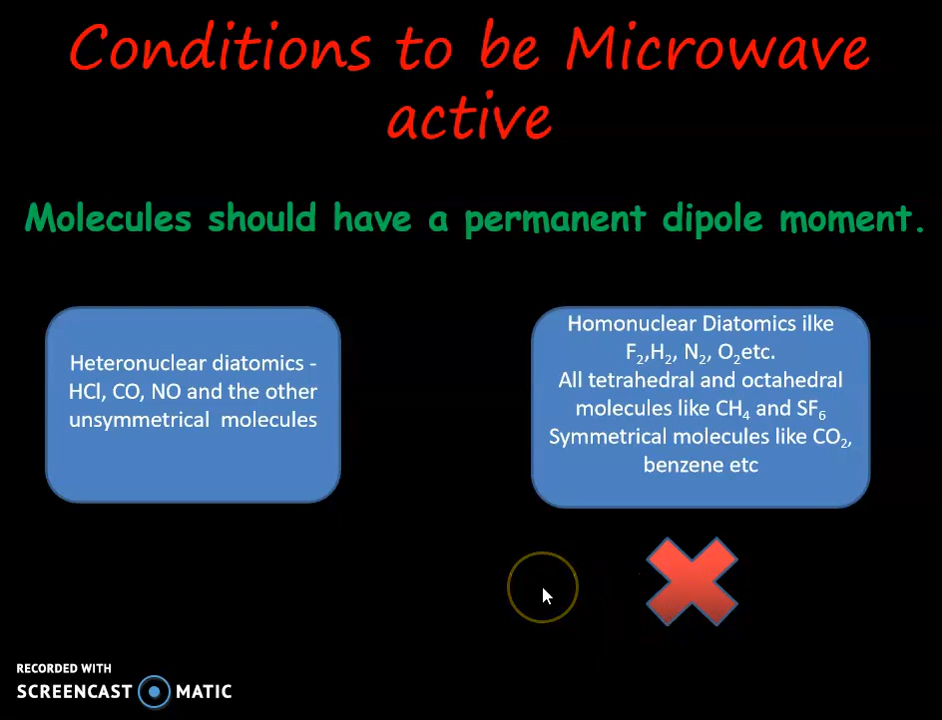 Conditions to be Microwave
active
Molecules should have a permanent dipole moment.
Heteronuclear diatomics -
HCl, CO, NO and the other
unsymmetrical molecules
Homonuclear Diatomics ilke
F₂,H₂, N₂, O₂etc.
All tetrahedral and octahedral
molecules like CH₄ and SF₆
Symmetrical molecules like CO₂,
benzene etc
RECORDED WITH
SCREENCAST MATIC